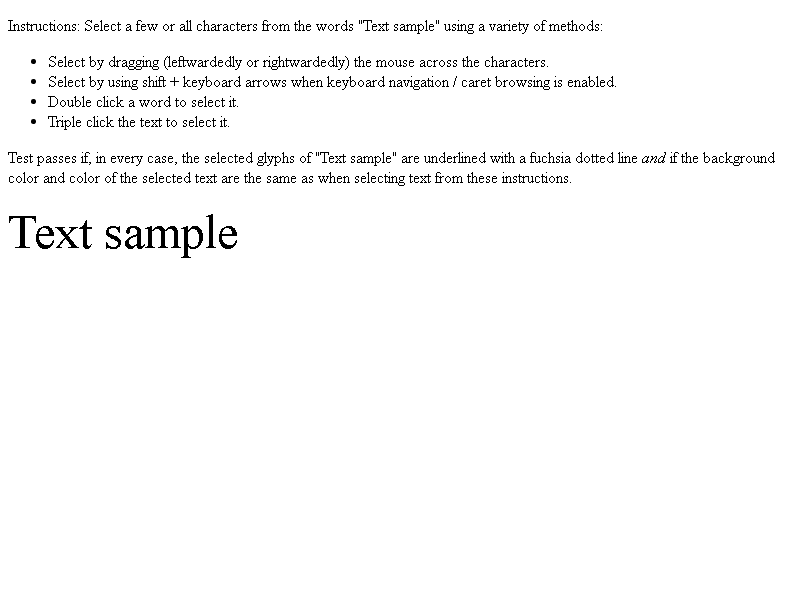 Instructions: Select a few or all characters from the words "Text sample" using a variety of methods:
• Select by dragging (leftwardedly or rightwardedly) the mouse across the characters.
• Select by using shift + keyboard arrows when keyboard navigation / caret browsing is enabled.
• Double click a word to select it.
• Triple click the text to select it.
Test passes if, in every case, the selected glyphs of "Text sample" are underlined with a fuchsia dotted line and if the background
color and color of the selected text are the same as when selecting text from these instructions.
Text sample